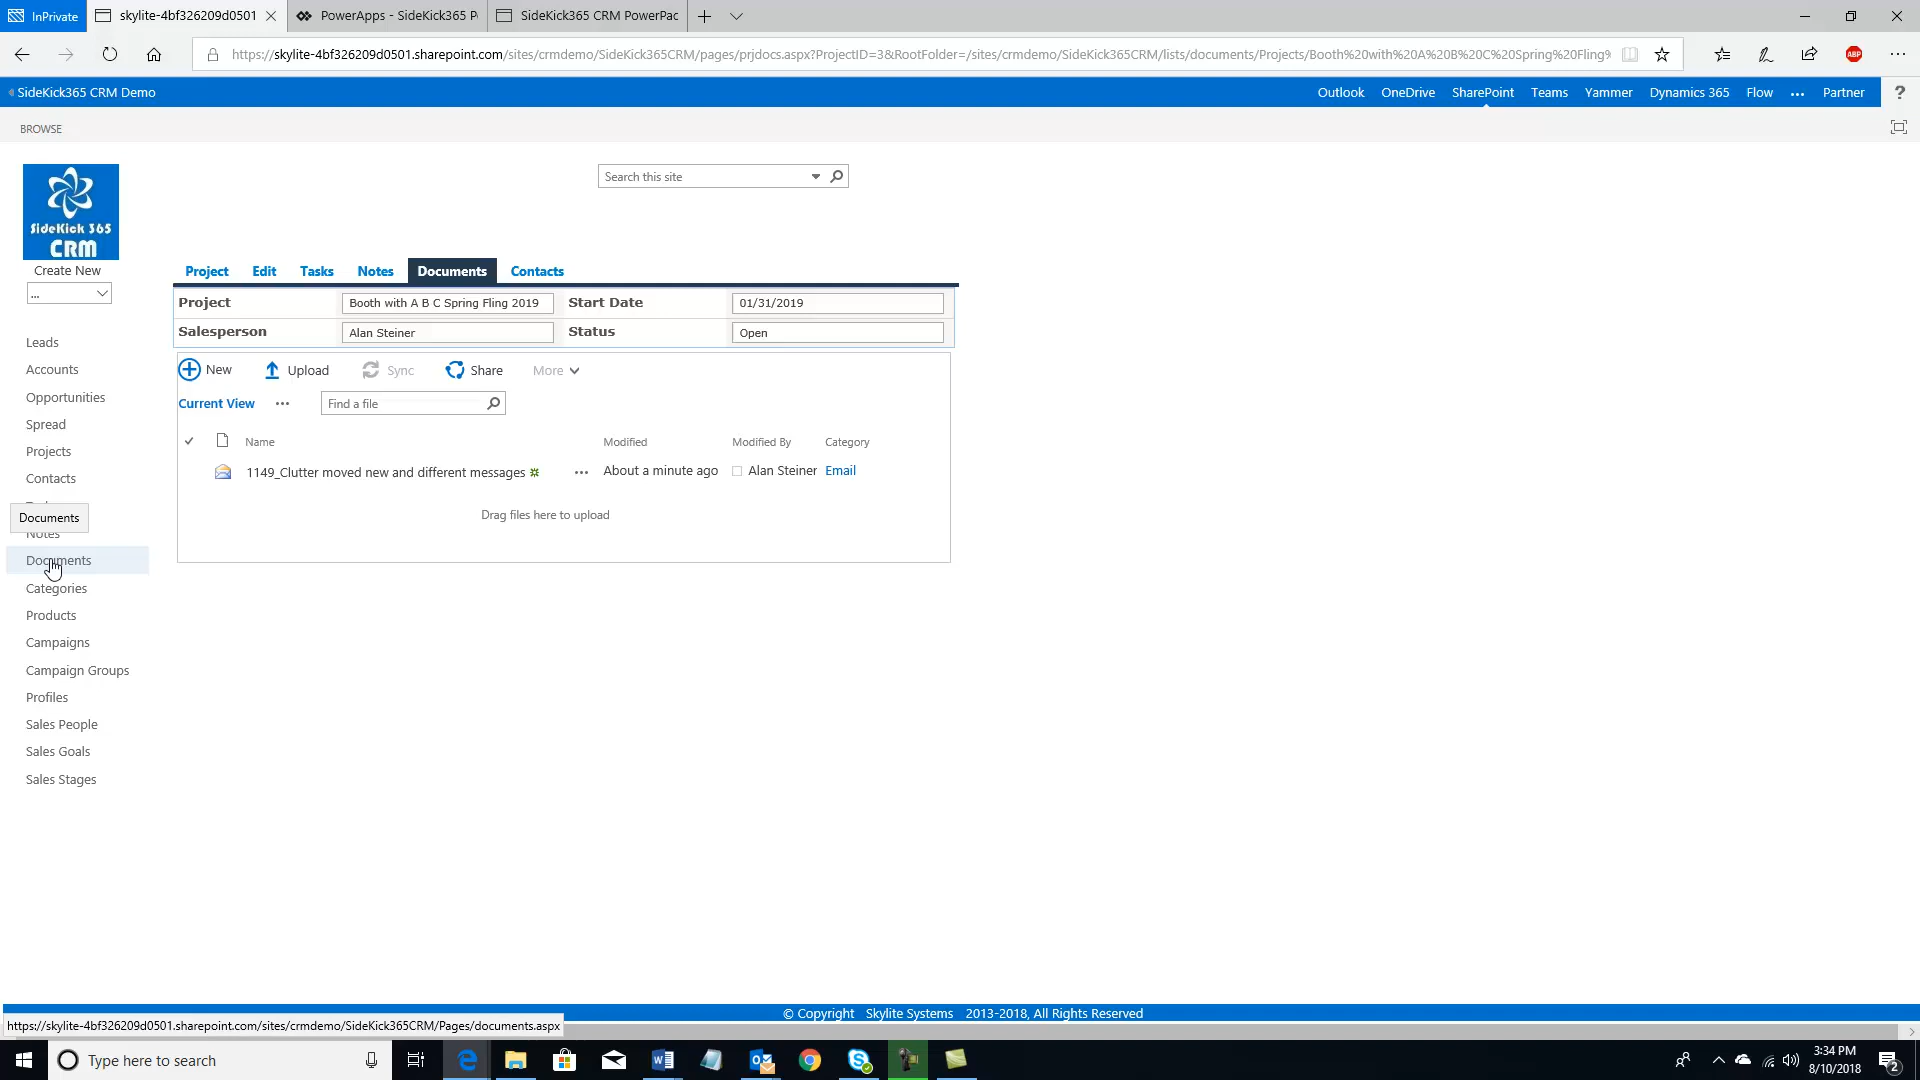 InPrivate
skylite-4bf326209d0501
PowerApps - SideKick365 P
SideKick365 CRM PowerPac
https://skylite-4bf326209d0501.sharepoint.com/sites/crmdemo/SideKick365CRM/pages/prjdocs.aspx?ProjectID=3&RootFolder=/sites/crmdemo/SideKick365CRM/lists/documents/Projects/Booth%20with%20A%20B%20C%20Spring%20Fling%
ABP
SideKick365 CRM Demo
Outlook OneDrive SharePoint Teams Yammer Dynamics 365 Flow ... Partner ?
BROWSE
SideKick 365
CRM
Search this site
Create New
...
Project Edit Tasks Notes Documents Contacts
Project Booth with A B C Spring Fling 2019 Start Date 01/31/2019
Salesperson Alan Steiner Status Open
New Upload Sync Share More
Current View ... Find a file
Name Modified Modified By Category
1149_Clutter moved new and different messages ... About a minute ago Alan Steiner Email
Drag files here to upload
Leads
Accounts
Opportunities
Spread
Projects
Contacts
Documents
Notes
Documents
Categories
Products
Campaigns
Campaign Groups
Profiles
Sales People
Sales Goals
Sales Stages
© Copyright Skylite Systems 2013-2018, All Rights Reserved
https://skylite-4bf326209d0501.sharepoint.com/sites/crmdemo/SideKick365CRM/Pages/documents.aspx
Type here to search
3:34 PM
8/10/2018
2